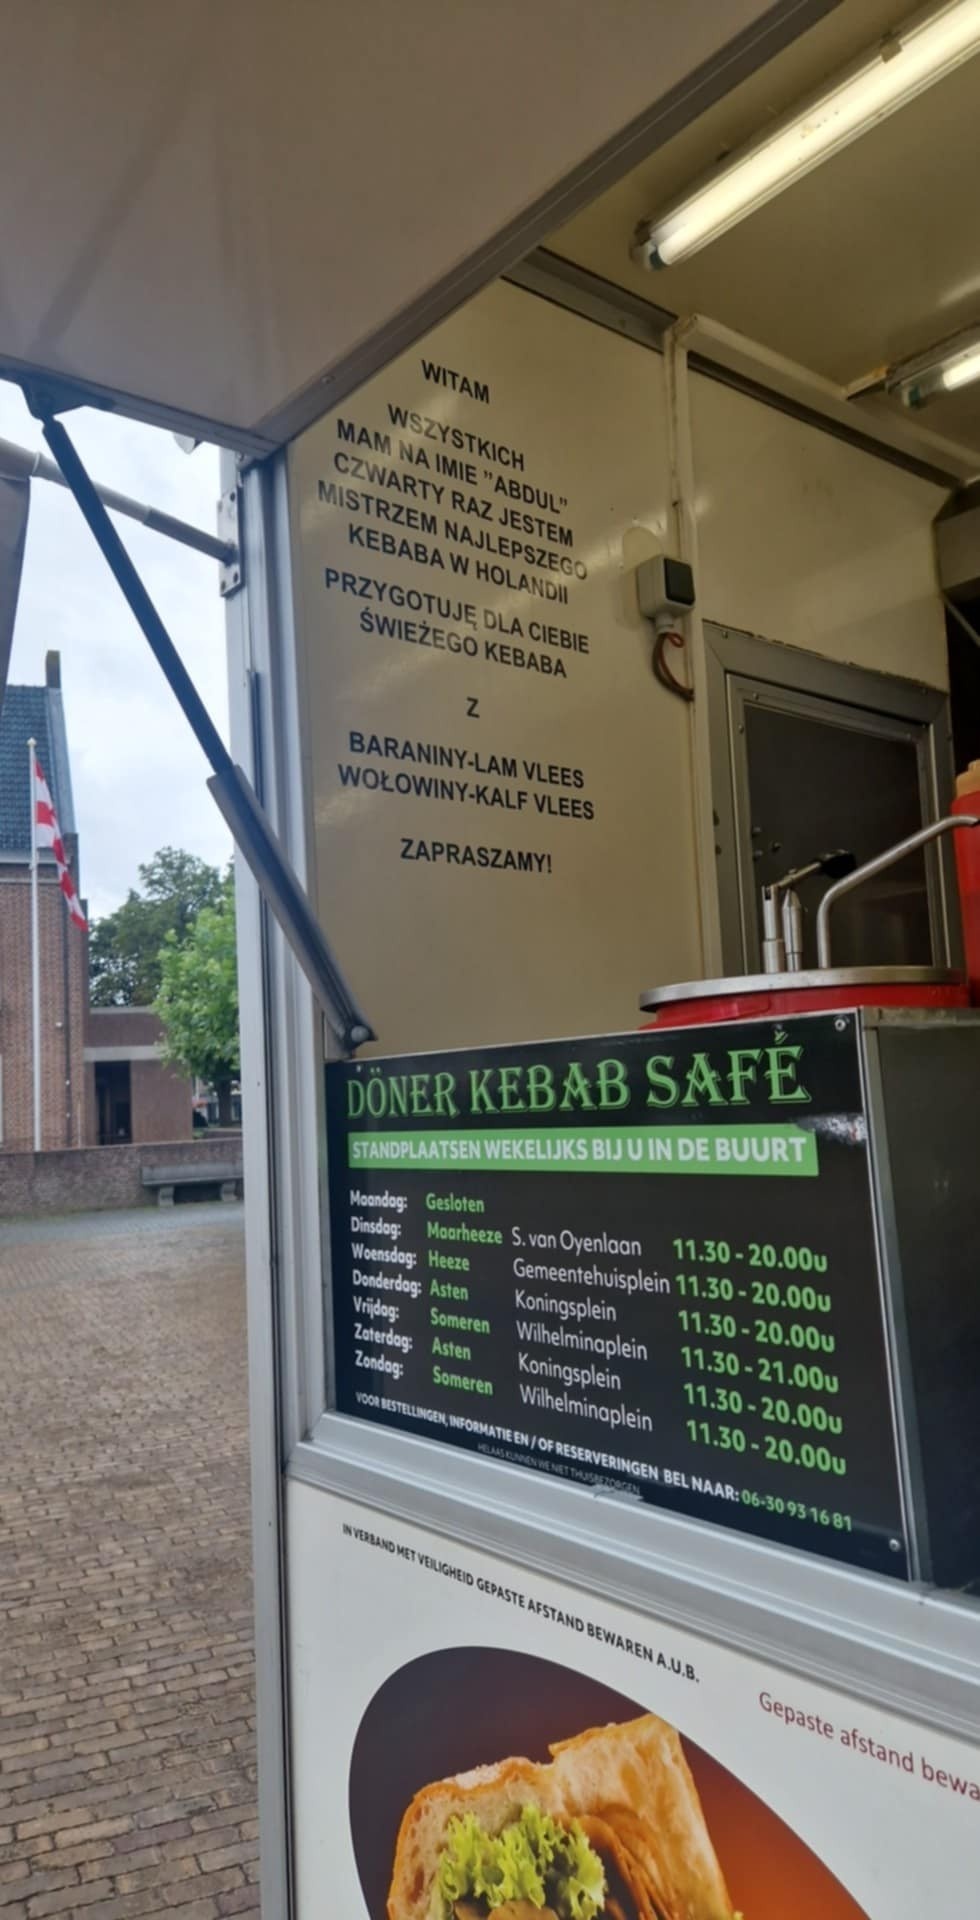 WITAM
WSZYSTKICH
MAM NA IMIE "ABDUL"
CZWARTY RAZ JESTEM
MISTRZEM NAJLEPSZEGO
KEBABA W HOLANDII
PRZYGOTUJĘ DLA CIEBIE
ŚWIEŻEGO KEBABA
Z
BARANINY-LAM VLEES
WOŁOWINY-KALF VLEES
ZAPRASZAMY!
DÖNER KEBAB SAFÉ
STANDPLAATSEN WEKELIJKS BIJ U IN DE BUURT
Maandag: Gesloten
Dinsdag: Maarheeze S. van Oyenlaan 11.30 - 20.00u
Woensdag: Heeze Gemeentehuisplein 11.30 - 20.00u
Donderdag: Asten Koningsplein 11.30 - 20.00u
Vrijdag: Someren Wilhelminaplein 11.30 - 21.00u
Zaterdag: Asten Koningsplein 11.30 - 20.00u
Zondag: Someren Wilhelminaplein 11.30 - 20.00u
VOOR BESTELLINGEN, INFORMATIE EN / OF RESERVERINGEN BEL NAAR: 06-30 93 16 81
HELAAS KUNNEN WE NIET THUISBEZORGEN
IN VERBAND MET VEILIGHEID GEPASTE AFSTAND BEWAREN A.U.B.
Gepaste afstand bewa